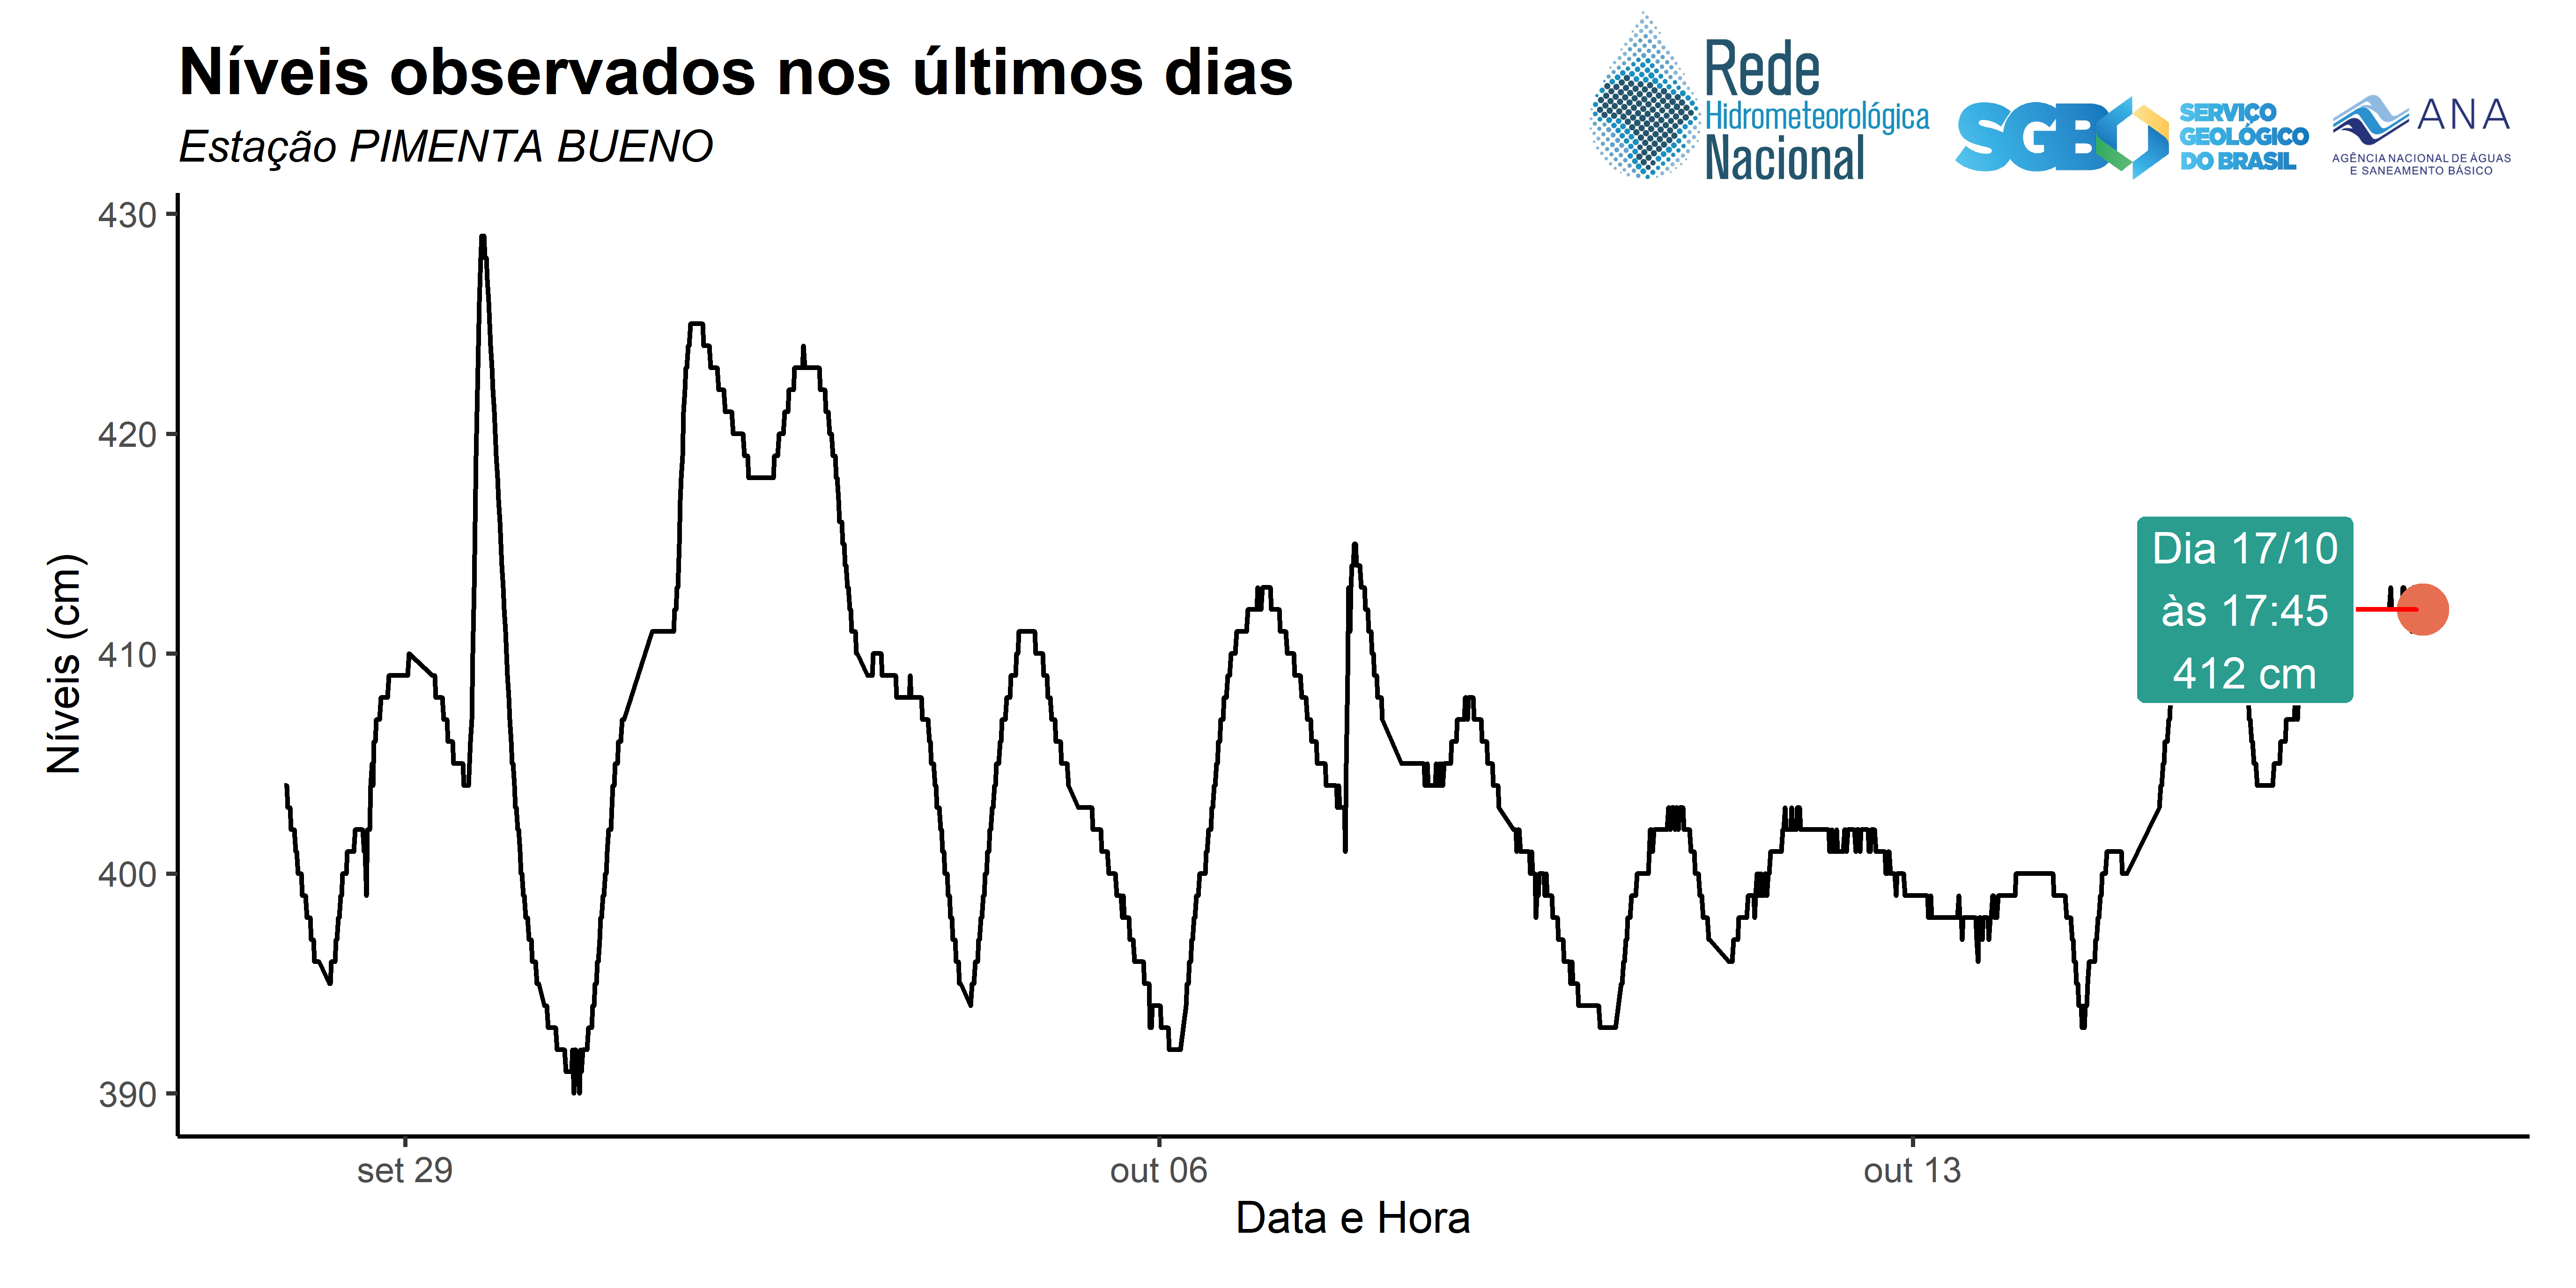 Níveis observados nos últimos dias
Estação PIMENTA BUENO
Rede
Hidrometeorológica
Nacional
SGB
SERVIÇO
GEOLÓGICO
DO BRASIL
ANA
AGÊNCIA NACIONAL DE ÁGUAS
E SANEAMENTO BÁSICO
Níveis (cm)
430
420
410
400
390
Dia 17/10
às 17:45
412 cm
set 29
out 06
out 13
Data e Hora